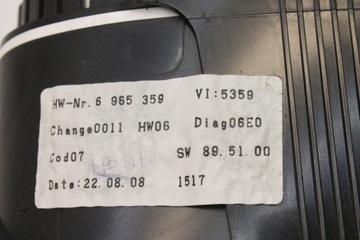 HW-Nr.6 965 359 VI:5359
Change0011 HW06 Diag06E0
Cod07 SW 89.51.00
Date:22.08.08 1517